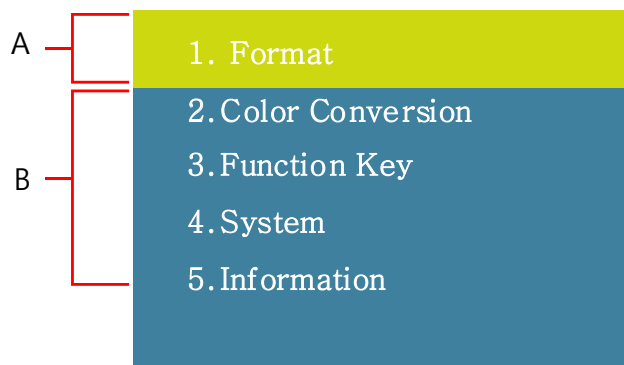 A
1. Format
2.Color Conversion
3.Function Key
B
4.System
5.Information